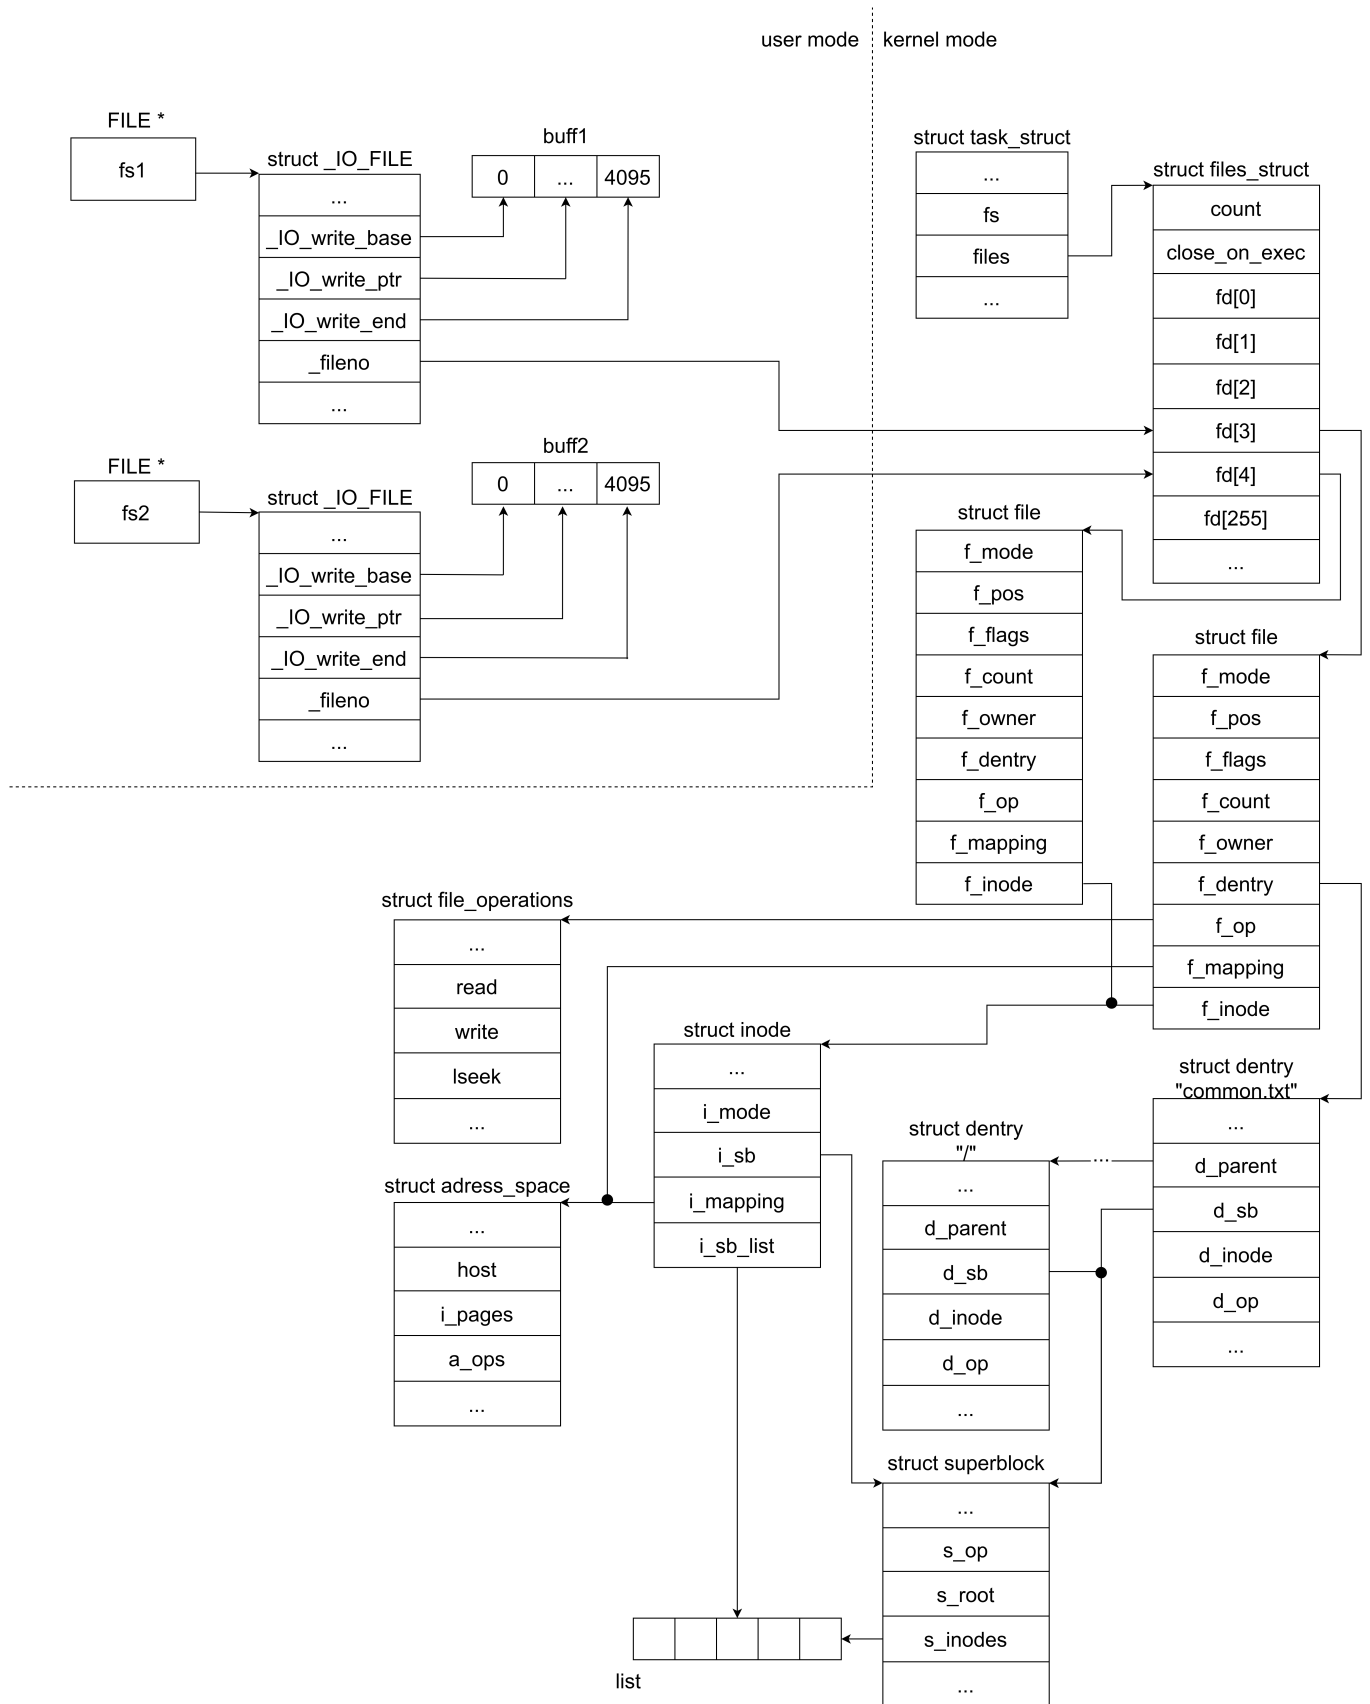 user mode
kernel mode
FILE *
fs1
struct _IO_FILE
...
_IO_write_base
_IO_write_ptr
_IO_write_end
_fileno
...
buff1
0
...
4095
FILE *
fs2
struct _IO_FILE
...
_IO_write_base
_IO_write_ptr
_IO_write_end
_fileno
...
buff2
0
...
4095
struct task_struct
...
fs
files
...
struct files_struct
count
close_on_exec
fd[0]
fd[1]
fd[2]
fd[3]
fd[4]
fd[255]
...
struct file
f_mode
f_pos
f_flags
f_count
f_owner
f_dentry
f_op
f_mapping
f_inode
struct file
f_mode
f_pos
f_flags
f_count
f_owner
f_dentry
f_op
f_mapping
f_inode
struct file_operations
...
read
write
lseek
...
struct inode
...
i_mode
i_sb
i_mapping
i_sb_list
struct adress_space
...
host
i_pages
a_ops
...
struct dentry
"/"
...
d_parent
d_sb
d_inode
d_op
...
...
struct dentry
"common.txt"
...
d_parent
d_sb
d_inode
d_op
...
struct superblock
...
s_op
s_root
s_inodes
...
list